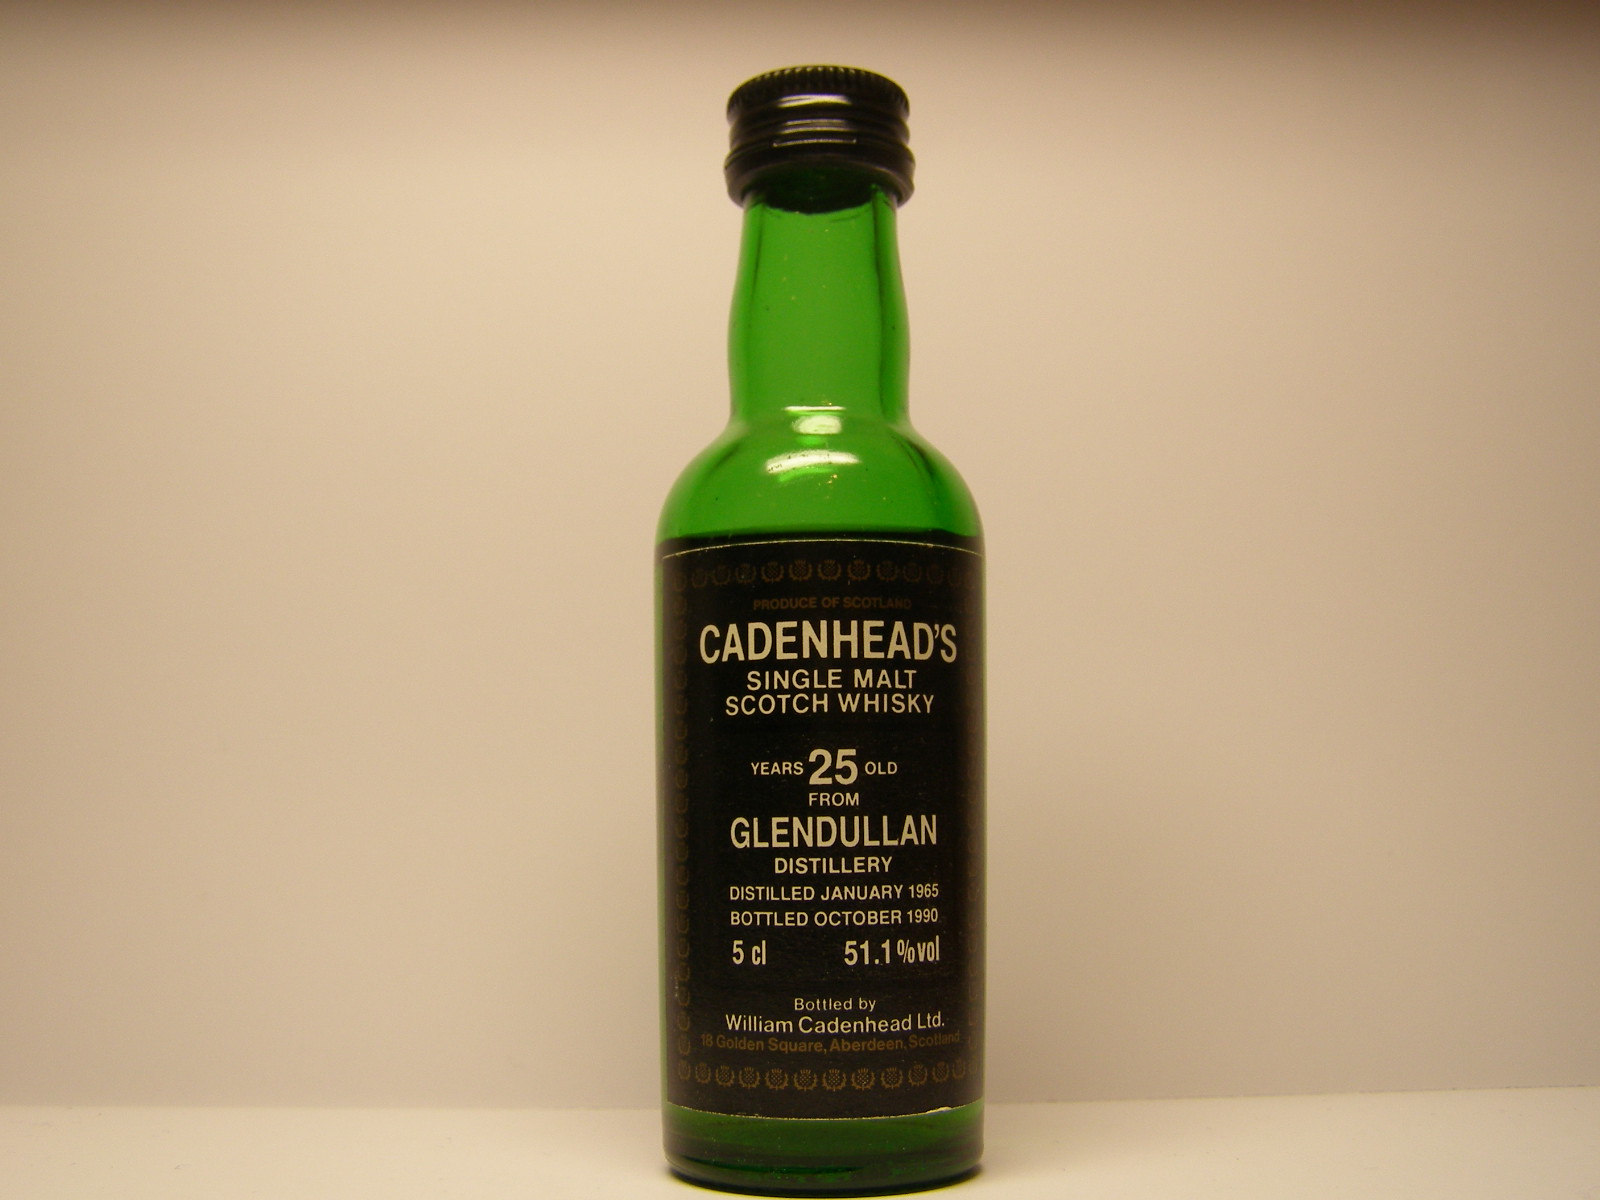 PRODUCE OF SCOTLAND
CADENHEAD'S
SINGLE MALT
SCOTCH WHISKY
YEARS 25 OLD
FROM
GLENDULLAN
DISTILLERY
DISTILLED JANUARY 1965
BOTTLED OCTOBER 1990
5 cl 51.1%vol
Bottled by
William Cadenhead Ltd.
18 Golden Square, Aberdeen, Scotland